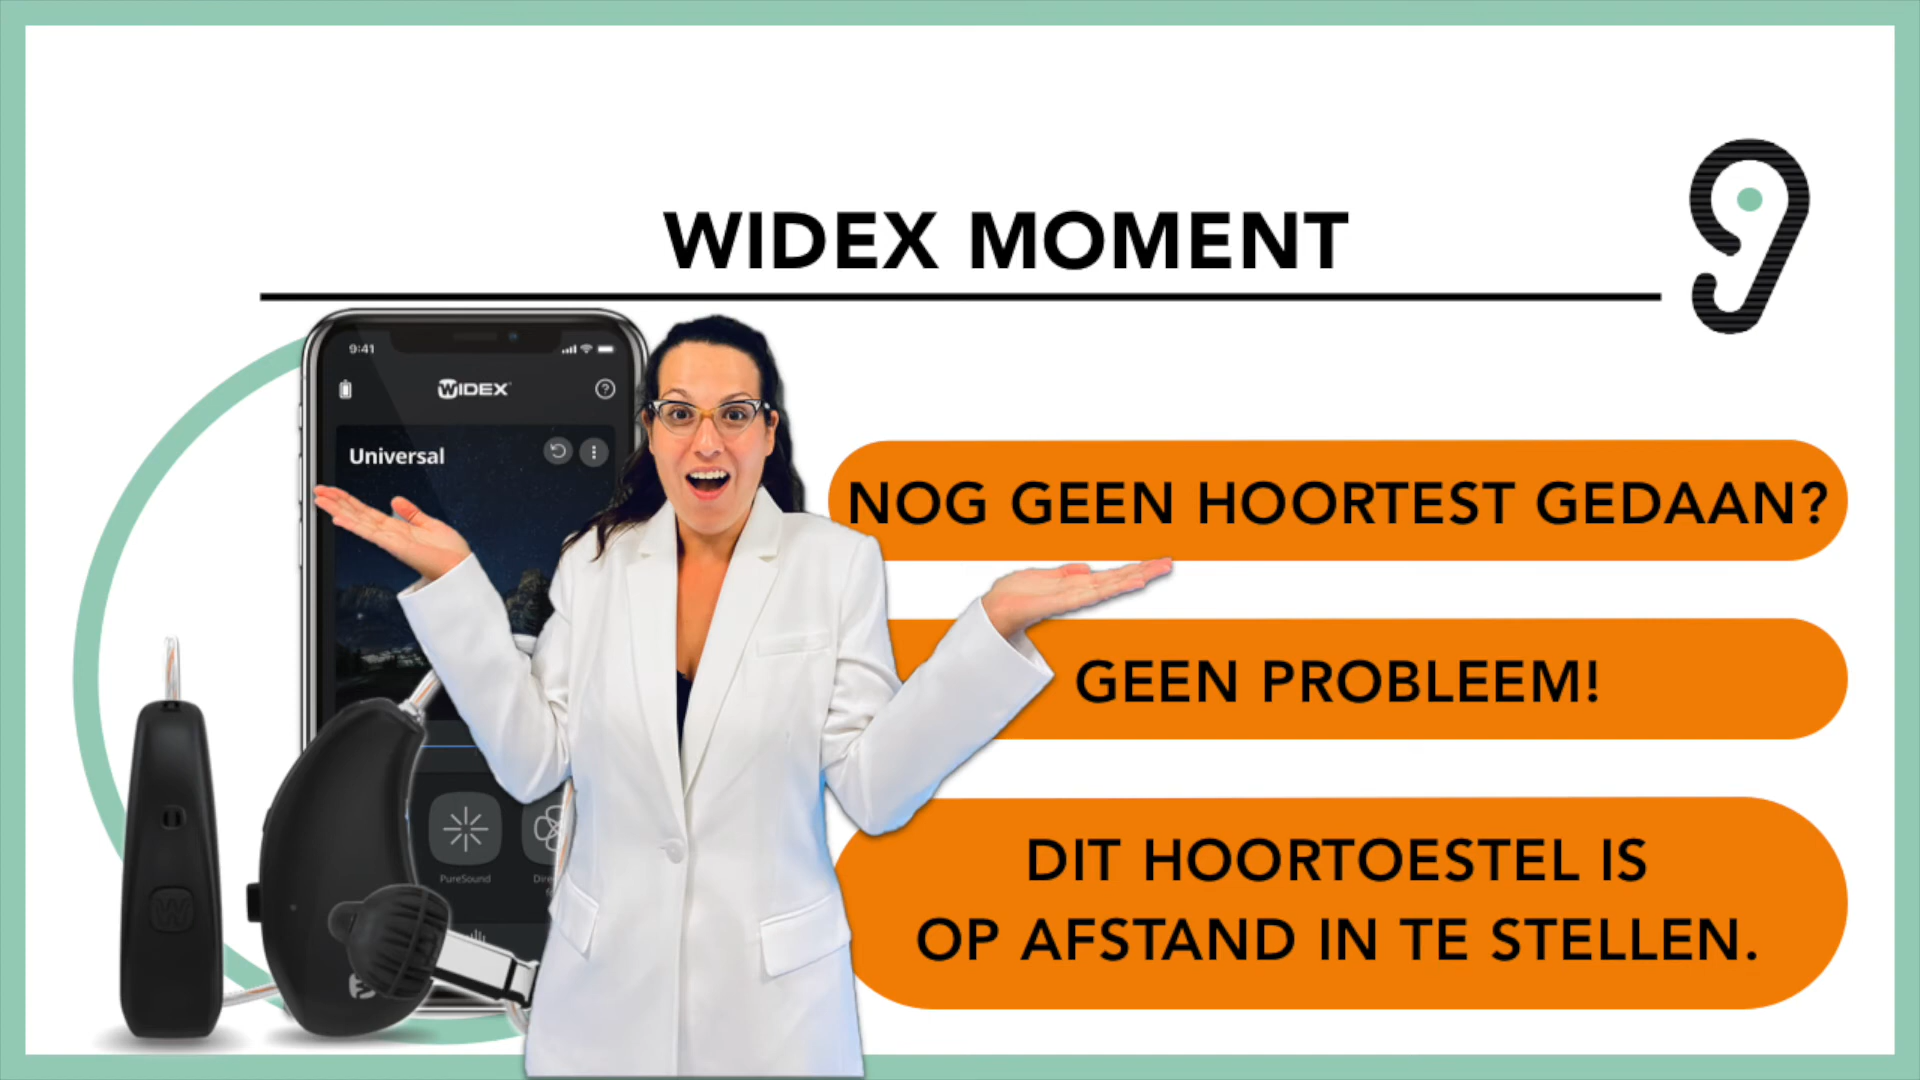 WIDEX MOMENT
9:41
WIDEX
Universal
NOG GEEN HOORTEST GEDAAN?
GEEN PROBLEEM!
PureSound
DIT HOORTOESTEL IS
OP AFSTAND IN TE STELLEN.